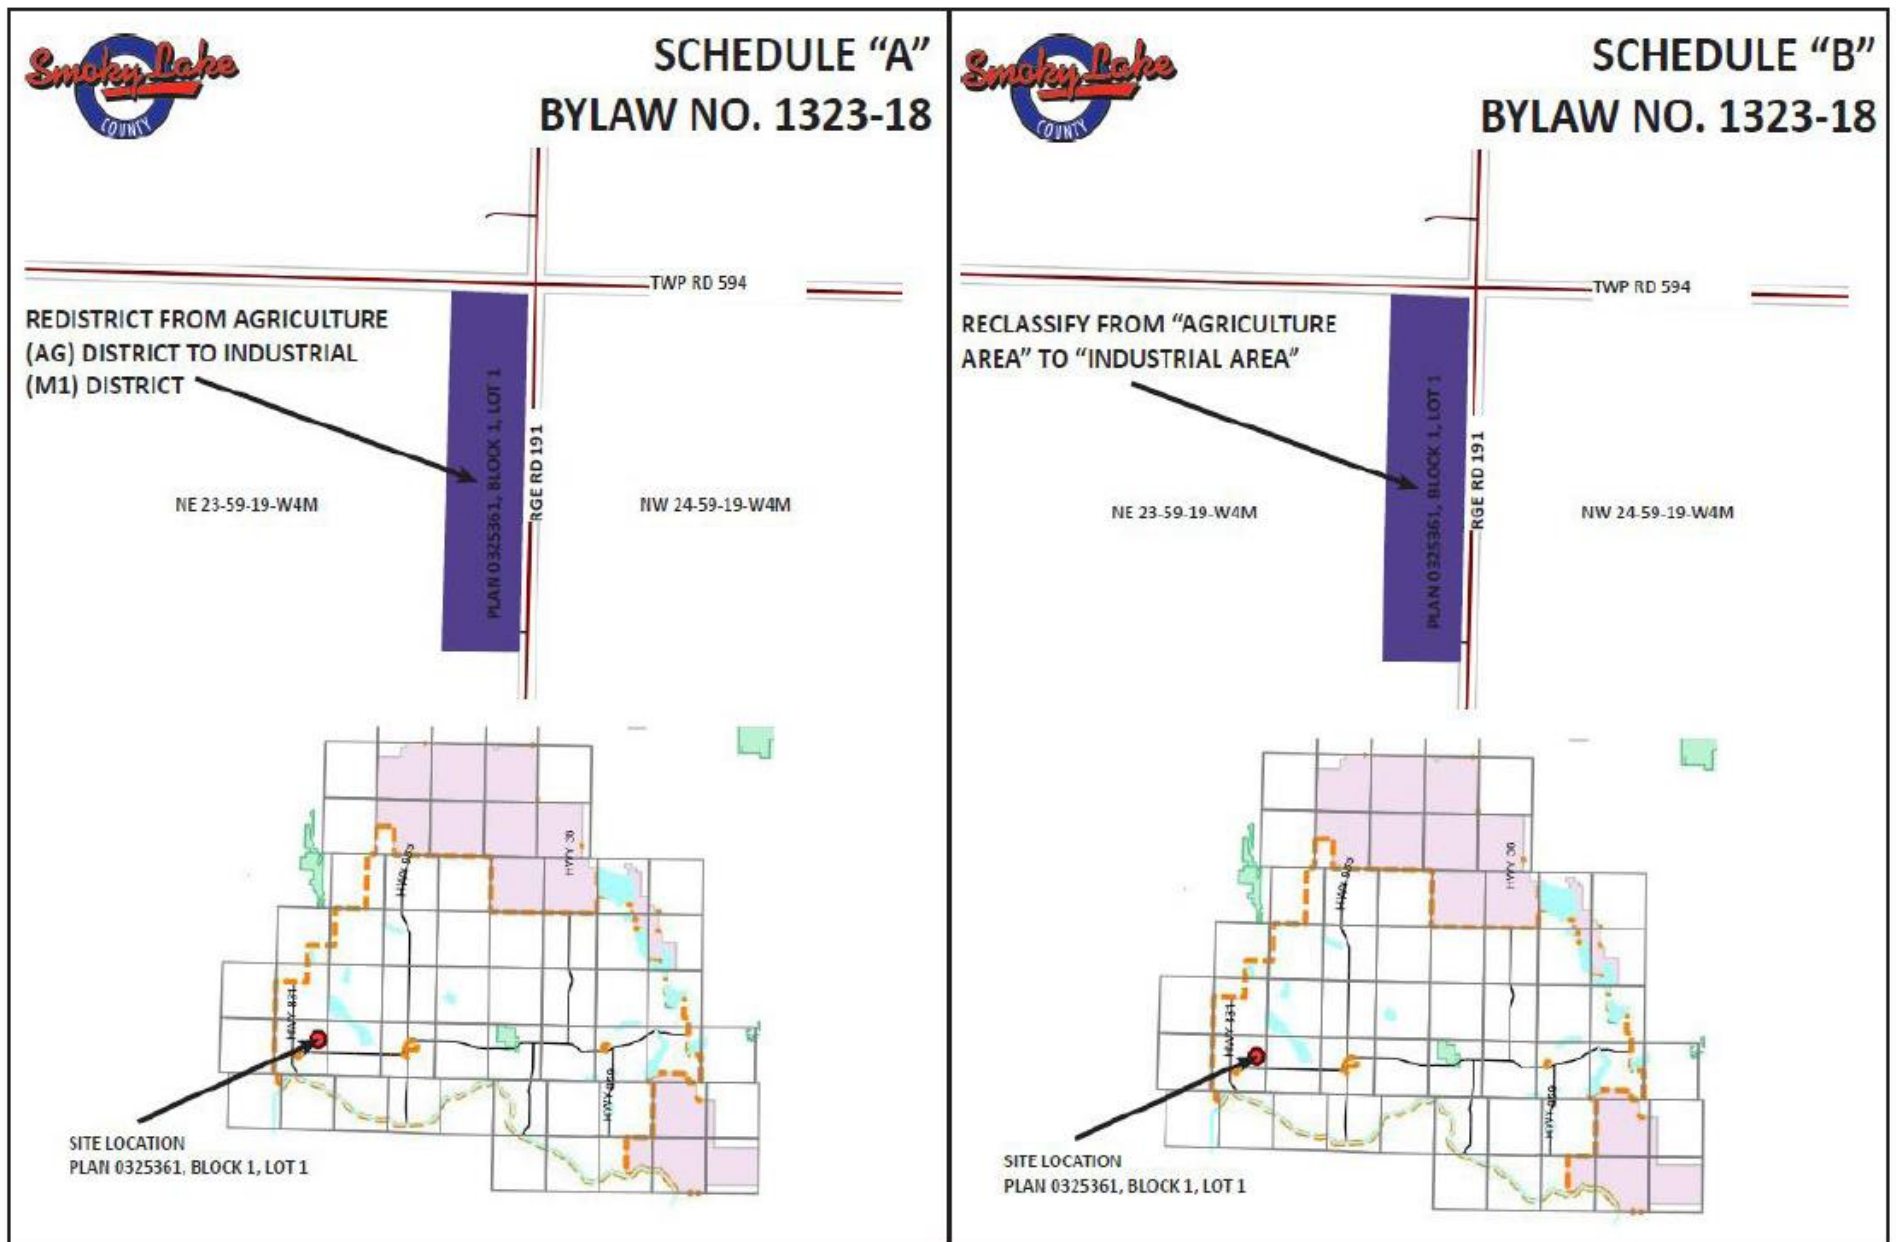 Smoky Lake
COUNTY
SCHEDULE “A”
BYLAW NO. 1323-18
TWP RD 594
REDISTRICT FROM AGRICULTURE
(AG) DISTRICT TO INDUSTRIAL
(M1) DISTRICT
PLAN 0325361, BLOCK 1, LOT 1
RGE RD 191
NE 23-59-19-W4M
NW 24-59-19-W4M
HWY 831
SITE LOCATION
PLAN 0325361, BLOCK 1, LOT 1
Smoky Lake
COUNTY
SCHEDULE “B”
BYLAW NO. 1323-18
TWP RD 594
RECLASSIFY FROM “AGRICULTURE
AREA” TO “INDUSTRIAL AREA”
PLAN 0325361, BLOCK 1, LOT 1
RGE RD 191
NE 23-59-19-W4M
NW 24-59-19-W4M
SITE LOCATION
PLAN 0325361, BLOCK 1, LOT 1